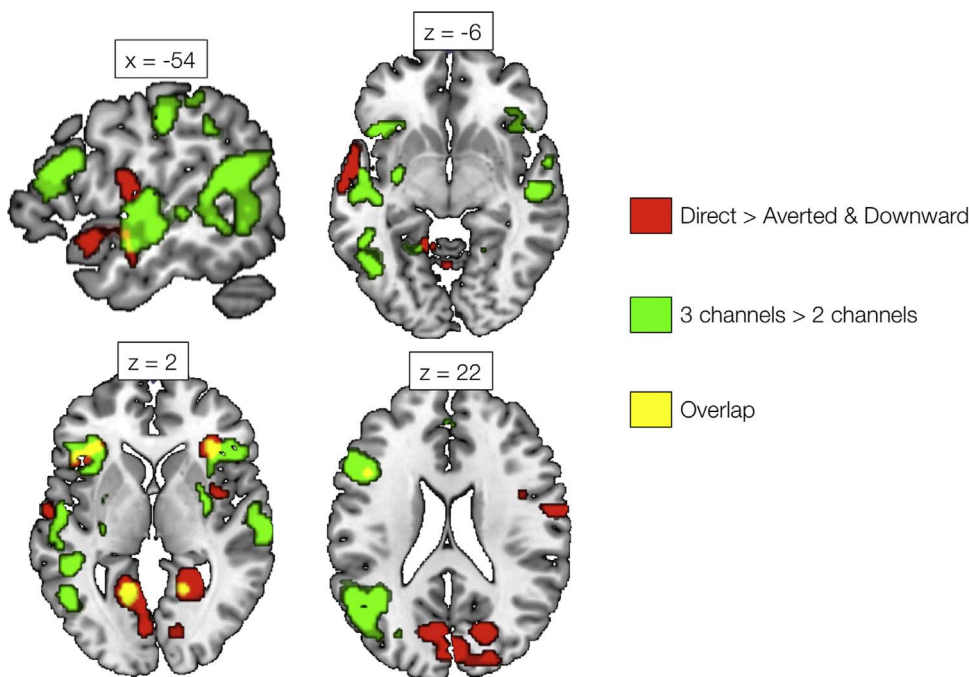 x = -54
z = -6
z = 2
z = 22
Direct > Averted & Downward
3 channels > 2 channels
Overlap